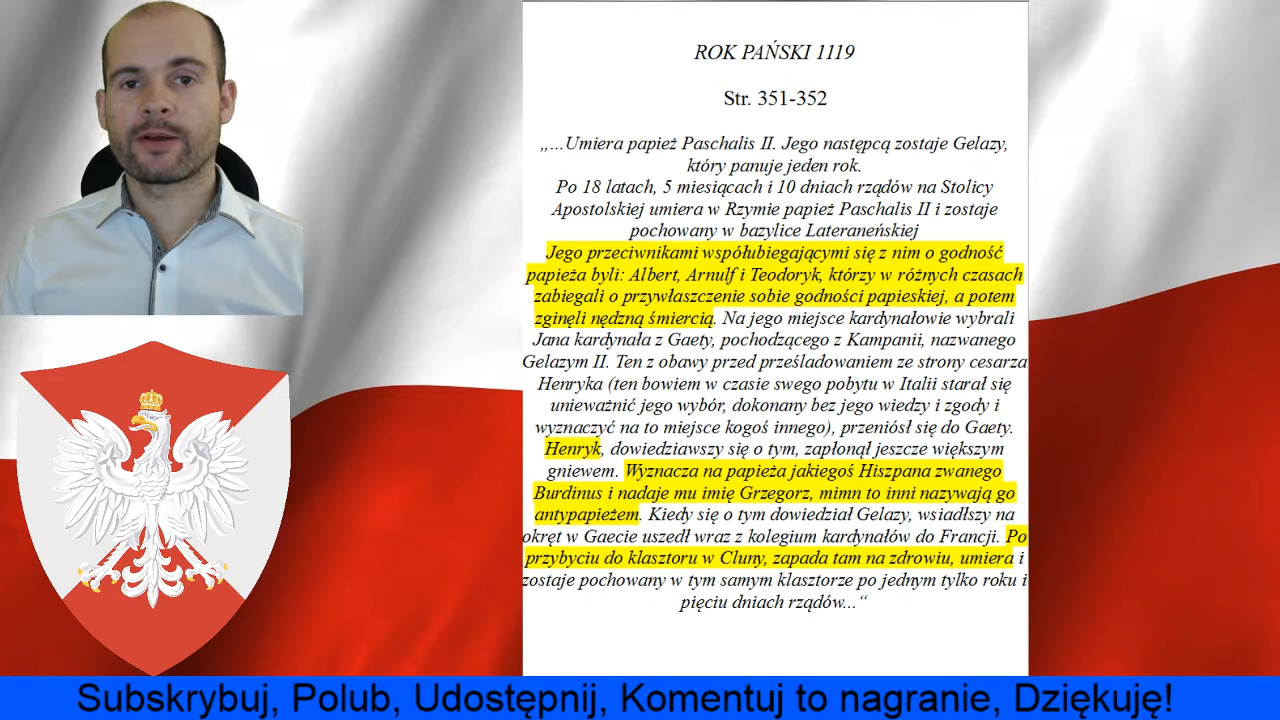 ROK PAŃSKI 1119
Str. 351-352
„...Umiera papież Paschalis II. Jego następcą zostaje Gelazy,
który panuje jeden rok.
Po 18 latach, 5 miesiącach i 10 dniach rządów na Stolicy
Apostolskiej umiera w Rzymie papież Paschalis II i zostaje
pochowany w bazylice Lateraneńskiej
Jego przeciwnikami współubiegającymi się z nim o godność
papieża byli: Albert, Arnulf i Teodoryk, którzy w różnych czasach
zabiegali o przywłaszczenie sobie godności papieskiej, a potem
zginęli nędzną śmiercią. Na jego miejsce kardynałowie wybrali
Jana kardynała z Gaety, pochodzącego z Kampanii, nazwanego
Gelazym II. Ten z obawy przed prześladowaniem ze strony cesarza
Henryka (ten bowiem w czasie swego pobytu w Italii starał się
unieważnić jego wybór, dokonany bez jego wiedzy i zgody i
wyznaczyć na to miejsce kogoś innego), przeniósł się do Gaety.
Henryk, dowiedziawszy się o tym, zapłonął jeszcze większym
gniewem. Wyznacza na papieża jakiegoś Hiszpana zwanego
Burdinus i nadaje mu imię Grzegorz, mimn to inni nazywają go
antypapieżem. Kiedy się o tym dowiedział Gelazy, wsiadłszy na
okręt w Gaecie uszedł wraz z kolegium kardynałów do Francji. Po
przybyciu do klasztoru w Cluny, zapada tam na zdrowiu, umiera i
zostaje pochowany w tym samym klasztorze po jednym tylko roku i
pięciu dniach rządów...“
Subskrybuj, Polub, Udostępnij, Komentuj to nagranie, Dziękuję!